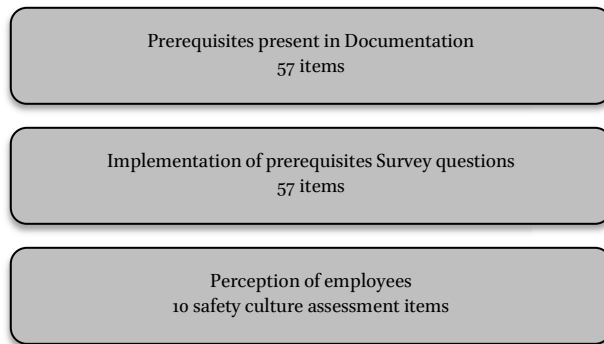 Prerequisites present in Documentation
57 items
Implementation of prerequisites Survey questions
57 items
Perception of employees
10 safety culture assessment items